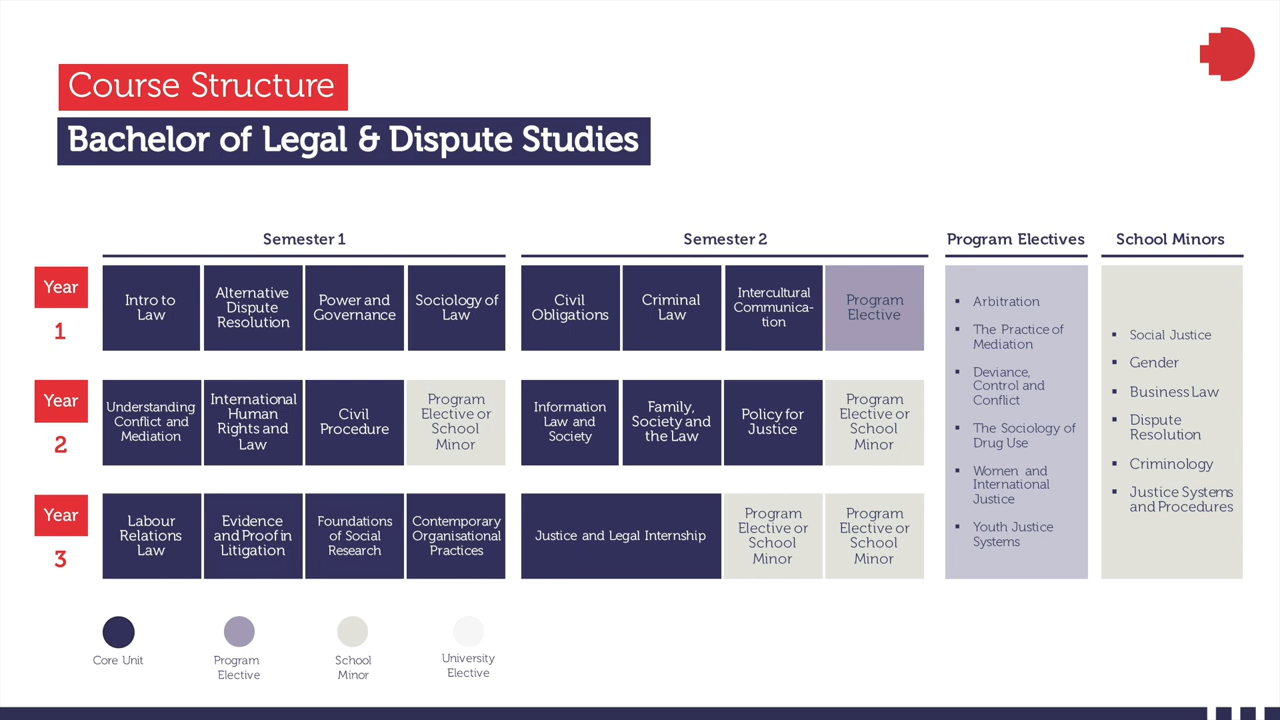 Course Structure
Bachelor of Legal & Dispute Studies
Semester 1
Semester 2
Program Electives
School Minors
Year
1
Intro to
Law
Alternative
Dispute
Resolution
Power and
Governance
Sociology of
Law
Civil
Obligations
Criminal
Law
Intercultural
Communica-
tion
Program
Elective
Year
2
Understanding
Conflict and
Mediation
International
Human
Rights and
Law
Civil
Procedure
Program
Elective or
School
Minor
Information
Law and
Society
Family,
Society and
the Law
Policy for
Justice
Program
Elective or
School
Minor
Year
3
Labour
Relations
Law
Evidence
and Proof in
Litigation
Foundations
of Social
Research
Contemporary
Organisational
Practices
Justice and Legal Internship
Program
Elective or
School
Minor
Program
Elective or
School
Minor
▪ Arbitration
▪ The Practice of
Mediation
▪ Deviance,
Control and
Conflict
▪ The Sociology of
Drug Use
▪ Women and
International
Justice
▪ Youth Justice
Systems
▪ Social Justice
▪ Gender
▪ Business Law
▪ Dispute
Resolution
▪ Criminology
▪ Justice Systems
and Procedures
Core Unit
Program
Elective
School
Minor
University
Elective